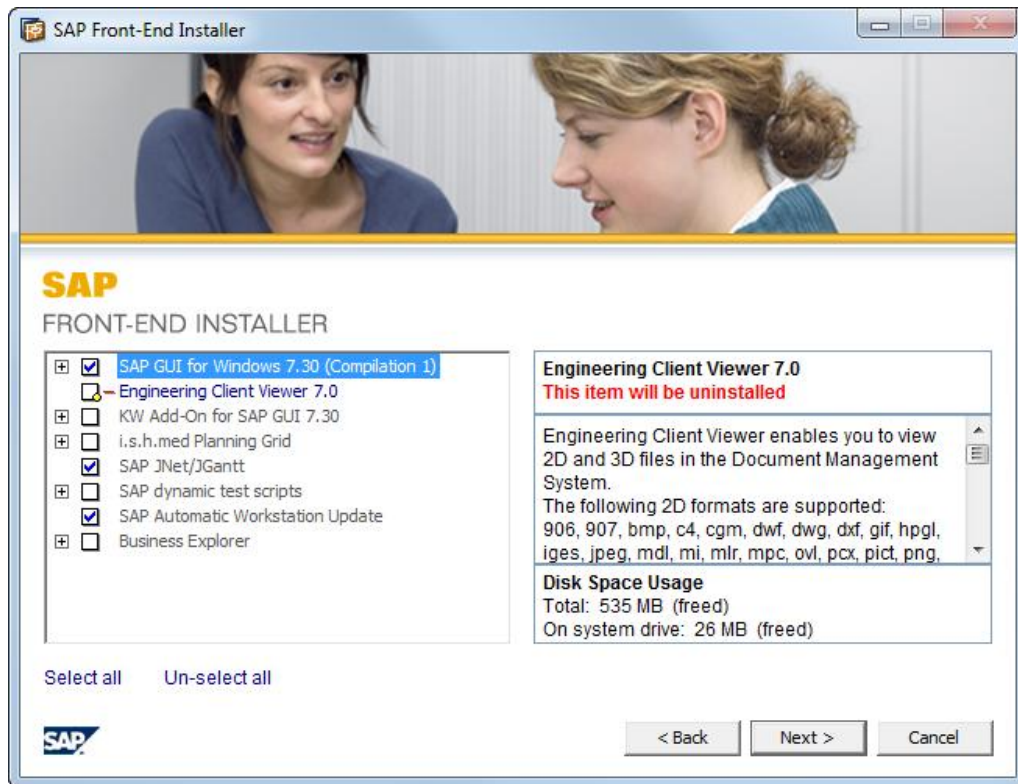 SAP Front-End Installer
SAP
FRONT-END INSTALLER
SAP GUI for Windows 7.30 (Compilation 1)
Engineering Client Viewer 7.0
KW Add-On for SAP GUI 7.30
i.s.h.med Planning Grid
SAP JNet/JGantt
SAP dynamic test scripts
SAP Automatic Workstation Update
Business Explorer
Engineering Client Viewer 7.0
This item will be uninstalled
Engineering Client Viewer enables you to view
2D and 3D files in the Document Management
System.
The following 2D formats are supported:
906, 907, bmp, c4, cgm, dwf, dwg, dxf, gif, hpgl,
iges, jpeg, mdl, mi, mlr, mpc, ovl, pcx, pict, png,
Disk Space Usage
Total: 535 MB (freed)
On system drive: 26 MB (freed)
Select all Un-select all
SAP
< Back Next > Cancel